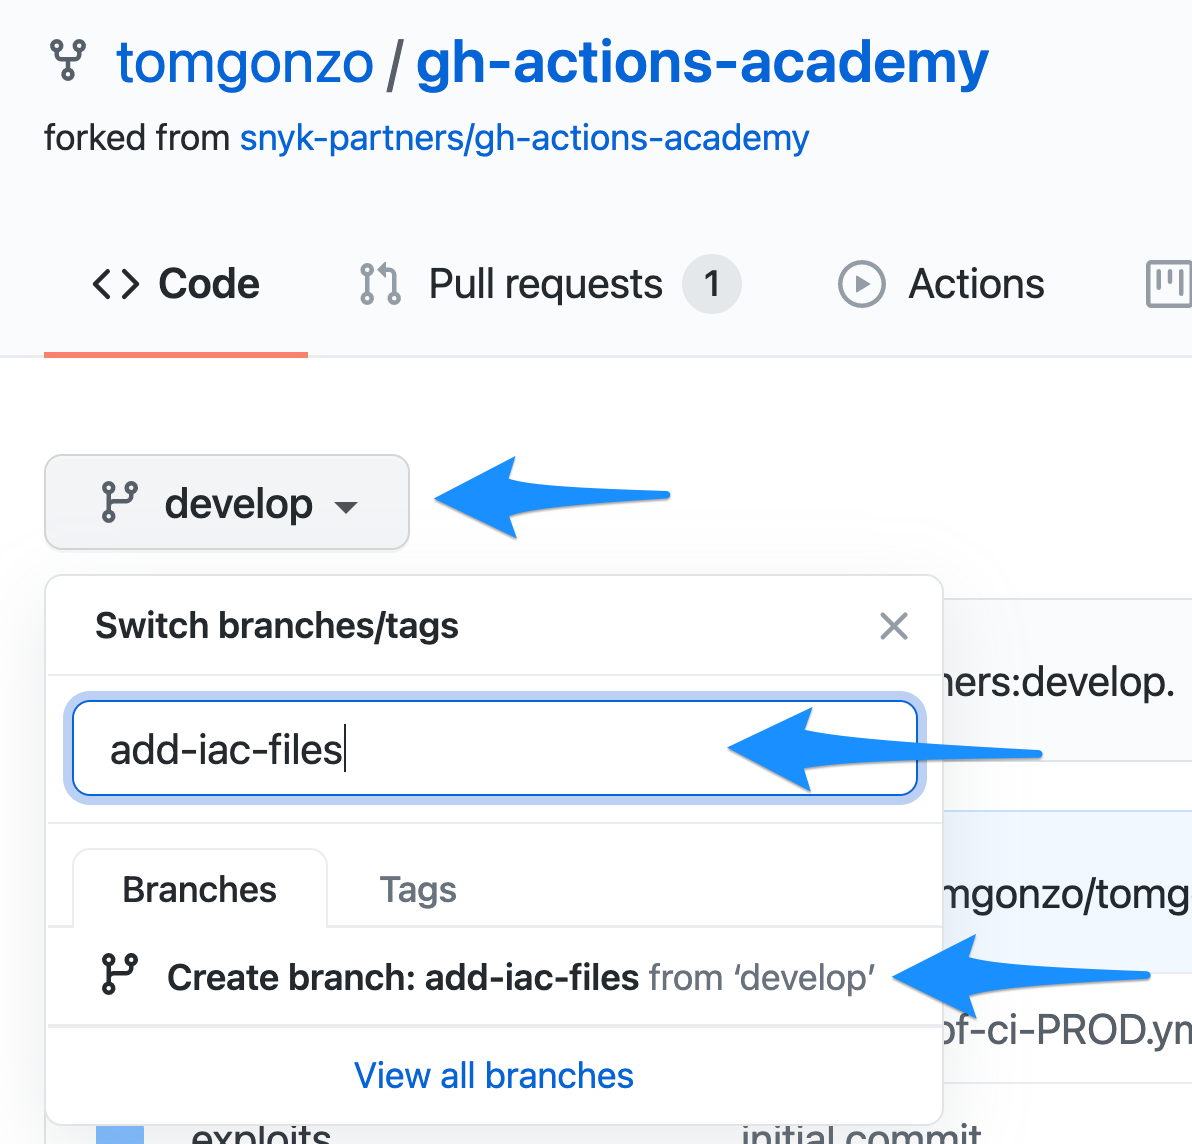 tomgonzo / gh-actions-academy
forked from snyk-partners/gh-actions-academy
Code Pull requests 1 Actions
develop
Switch branches/tags
ners:develop.
add-iac-files
Branches Tags
mgonzo/tomg
Create branch: add-iac-files from ‘develop’
of-ci-PROD.ym
View all branches
exploits initial commit